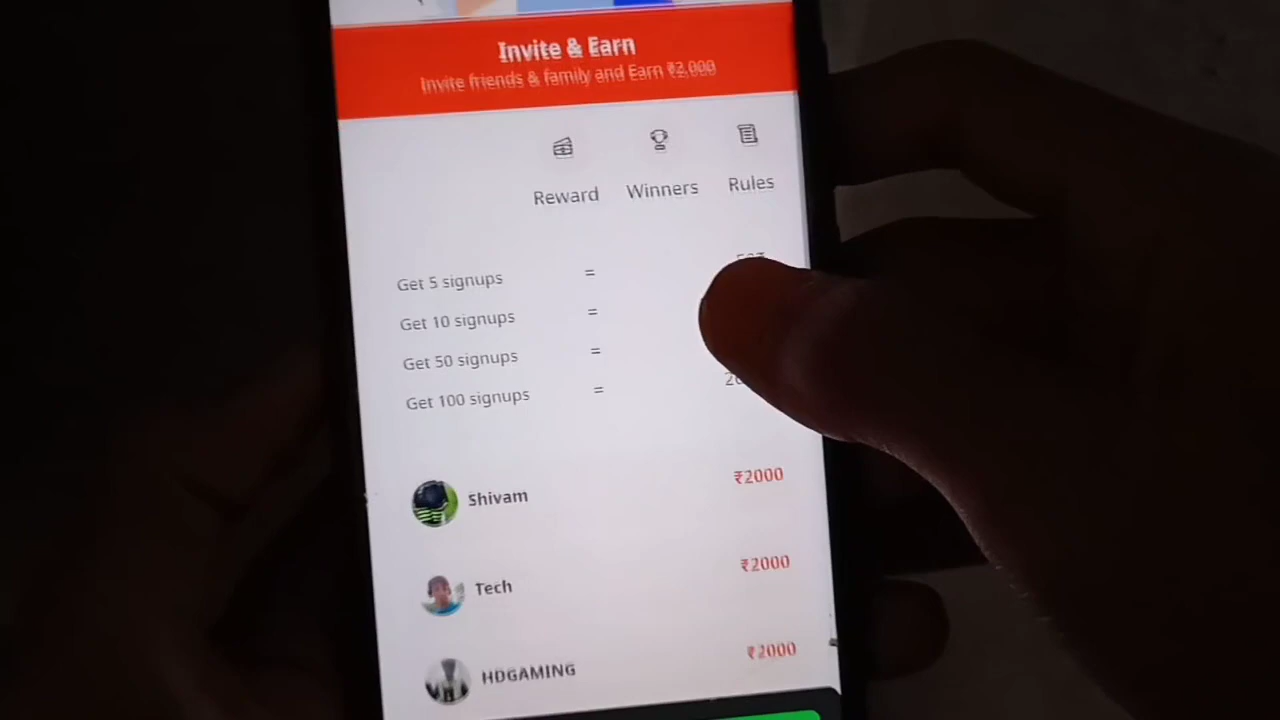 Invite & Earn
Invite friends & family and Earn ₹2,000
Reward Winners Rules
Get 5 signups =
Get 10 signups =
Get 50 signups =
Get 100 signups =
Shivam ₹2000
Tech ₹2000
HDGAMING ₹2000